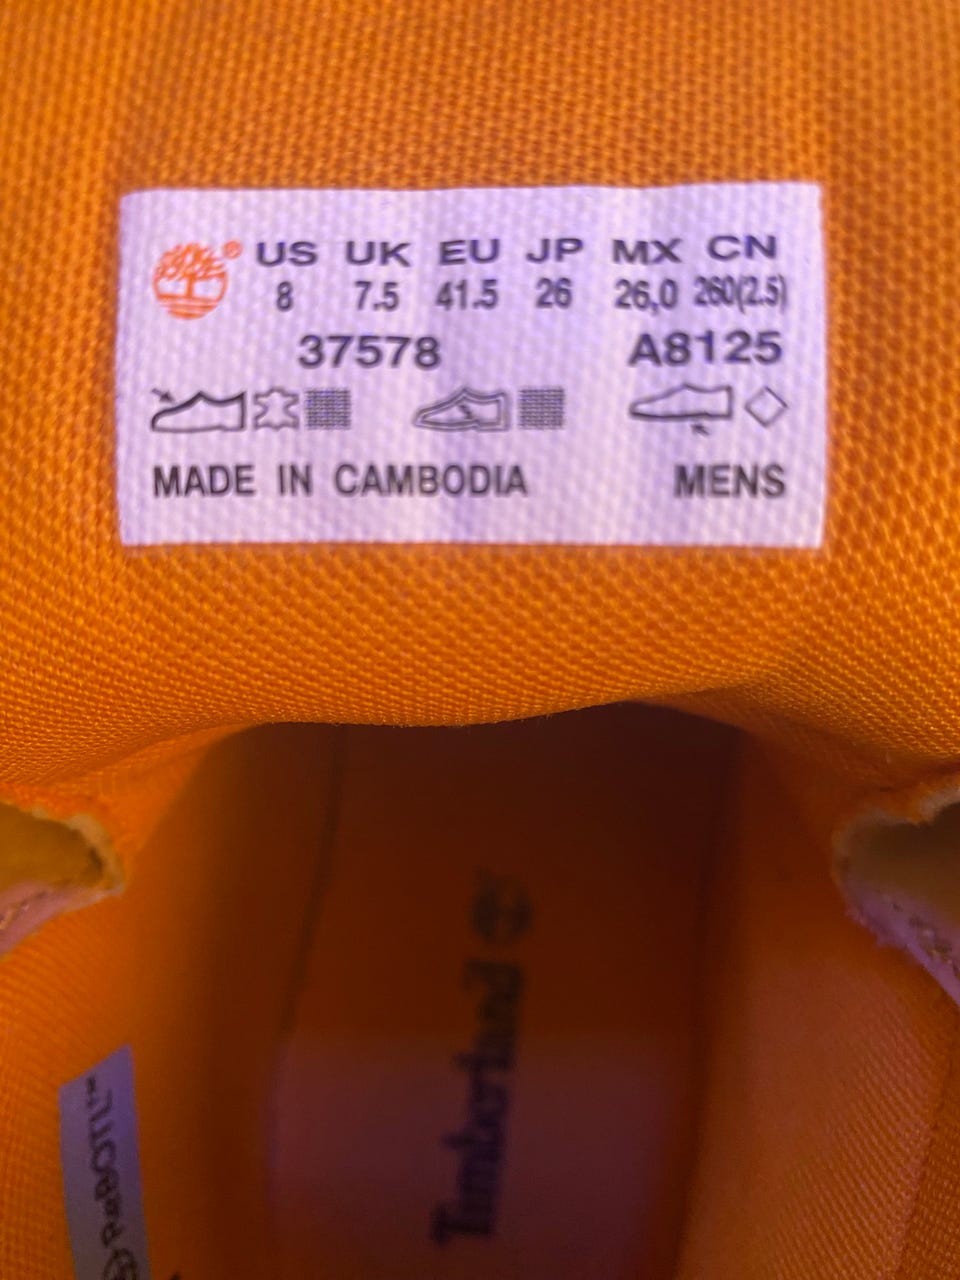 ® US UK EU JP MX CN
8 7.5 41.5 26 26,0 260(2.5)
37578 A8125
MADE IN CAMBODIA MENS
Timberland
ReBOTL™